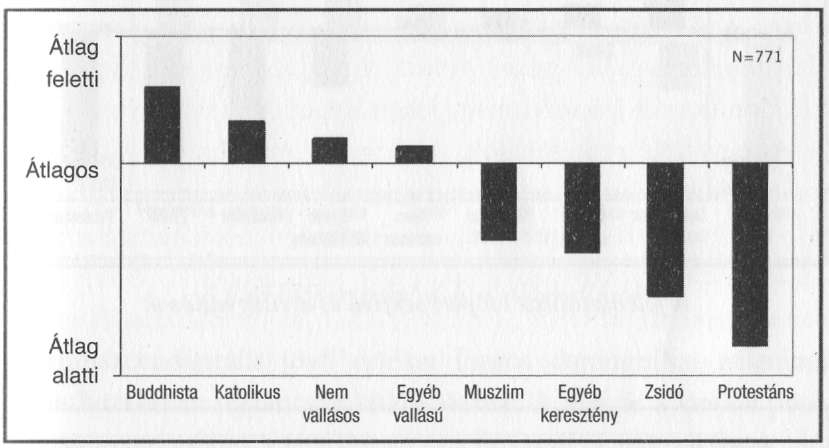 Átlag
feletti
N=771
Átlagos
Átlag
alatti
Buddhista Katolikus Nem vallásos Egyéb vallású Muszlim Egyéb keresztény Zsidó Protestáns